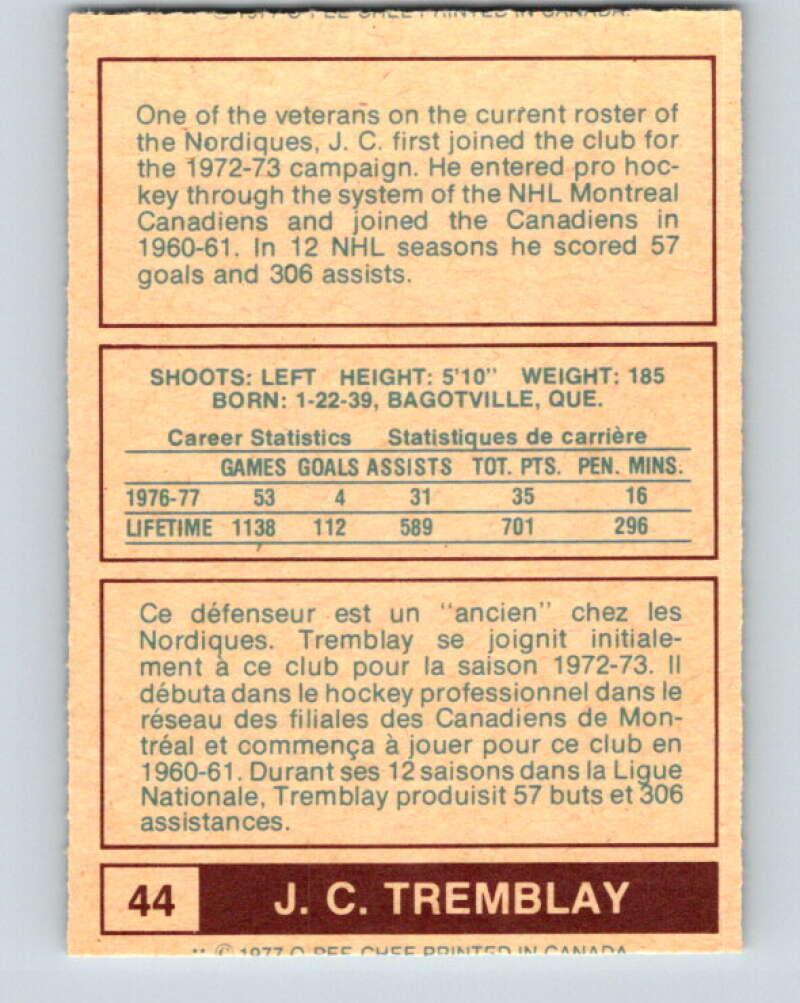 One of the veterans on the current roster of
the Nordiques, J. C. first joined the club for
the 1972-73 campaign. He entered pro hoc-
key through the system of the NHL Montreal
Canadiens and joined the Canadiens in
1960-61. In 12 NHL seasons he scored 57
goals and 306 assists.
SHOOTS: LEFT HEIGHT: 5'10" WEIGHT: 185
BORN: 1-22-39, BAGOTVILLE, QUE.
Career Statistics Statistiques de carrière
GAMES GOALS ASSISTS TOT. PTS. PEN. MINS.
1976-77 53 4 31 35 16
LIFETIME 1138 112 589 701 296
Ce défenseur est un "ancien" chez les
Nordiques. Tremblay se joignit initiale-
ment à ce club pour la saison 1972-73. Il
débuta dans le hockey professionnel dans le
réseau des filiales des Canadiens de Mon-
tréal et commença à jouer pour ce club en
1960-61. Durant ses 12 saisons dans la Ligue
Nationale, Tremblay produisit 57 buts et 306
assistances.
44 J. C. TREMBLAY
** © 1977 O PEE CHEE PRINTED IN CANADA